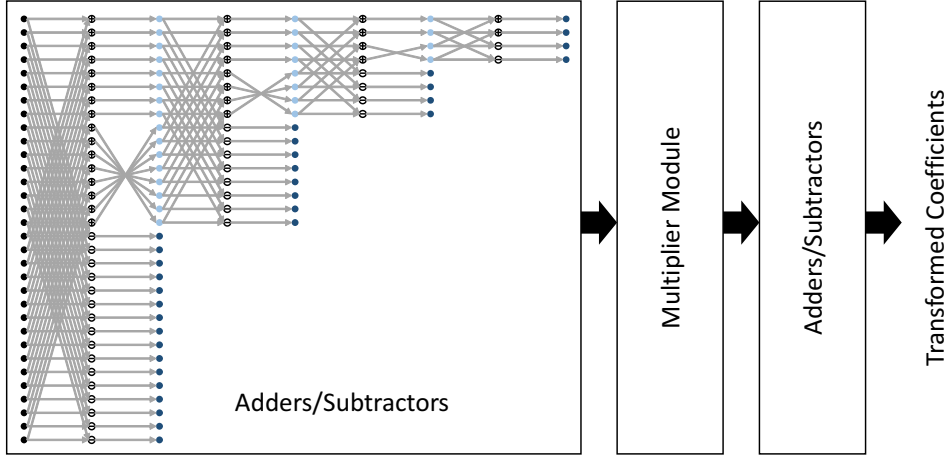 Adders/Subtractors
Multiplier Module
Adders/Subtractors
Transformed Coefficients